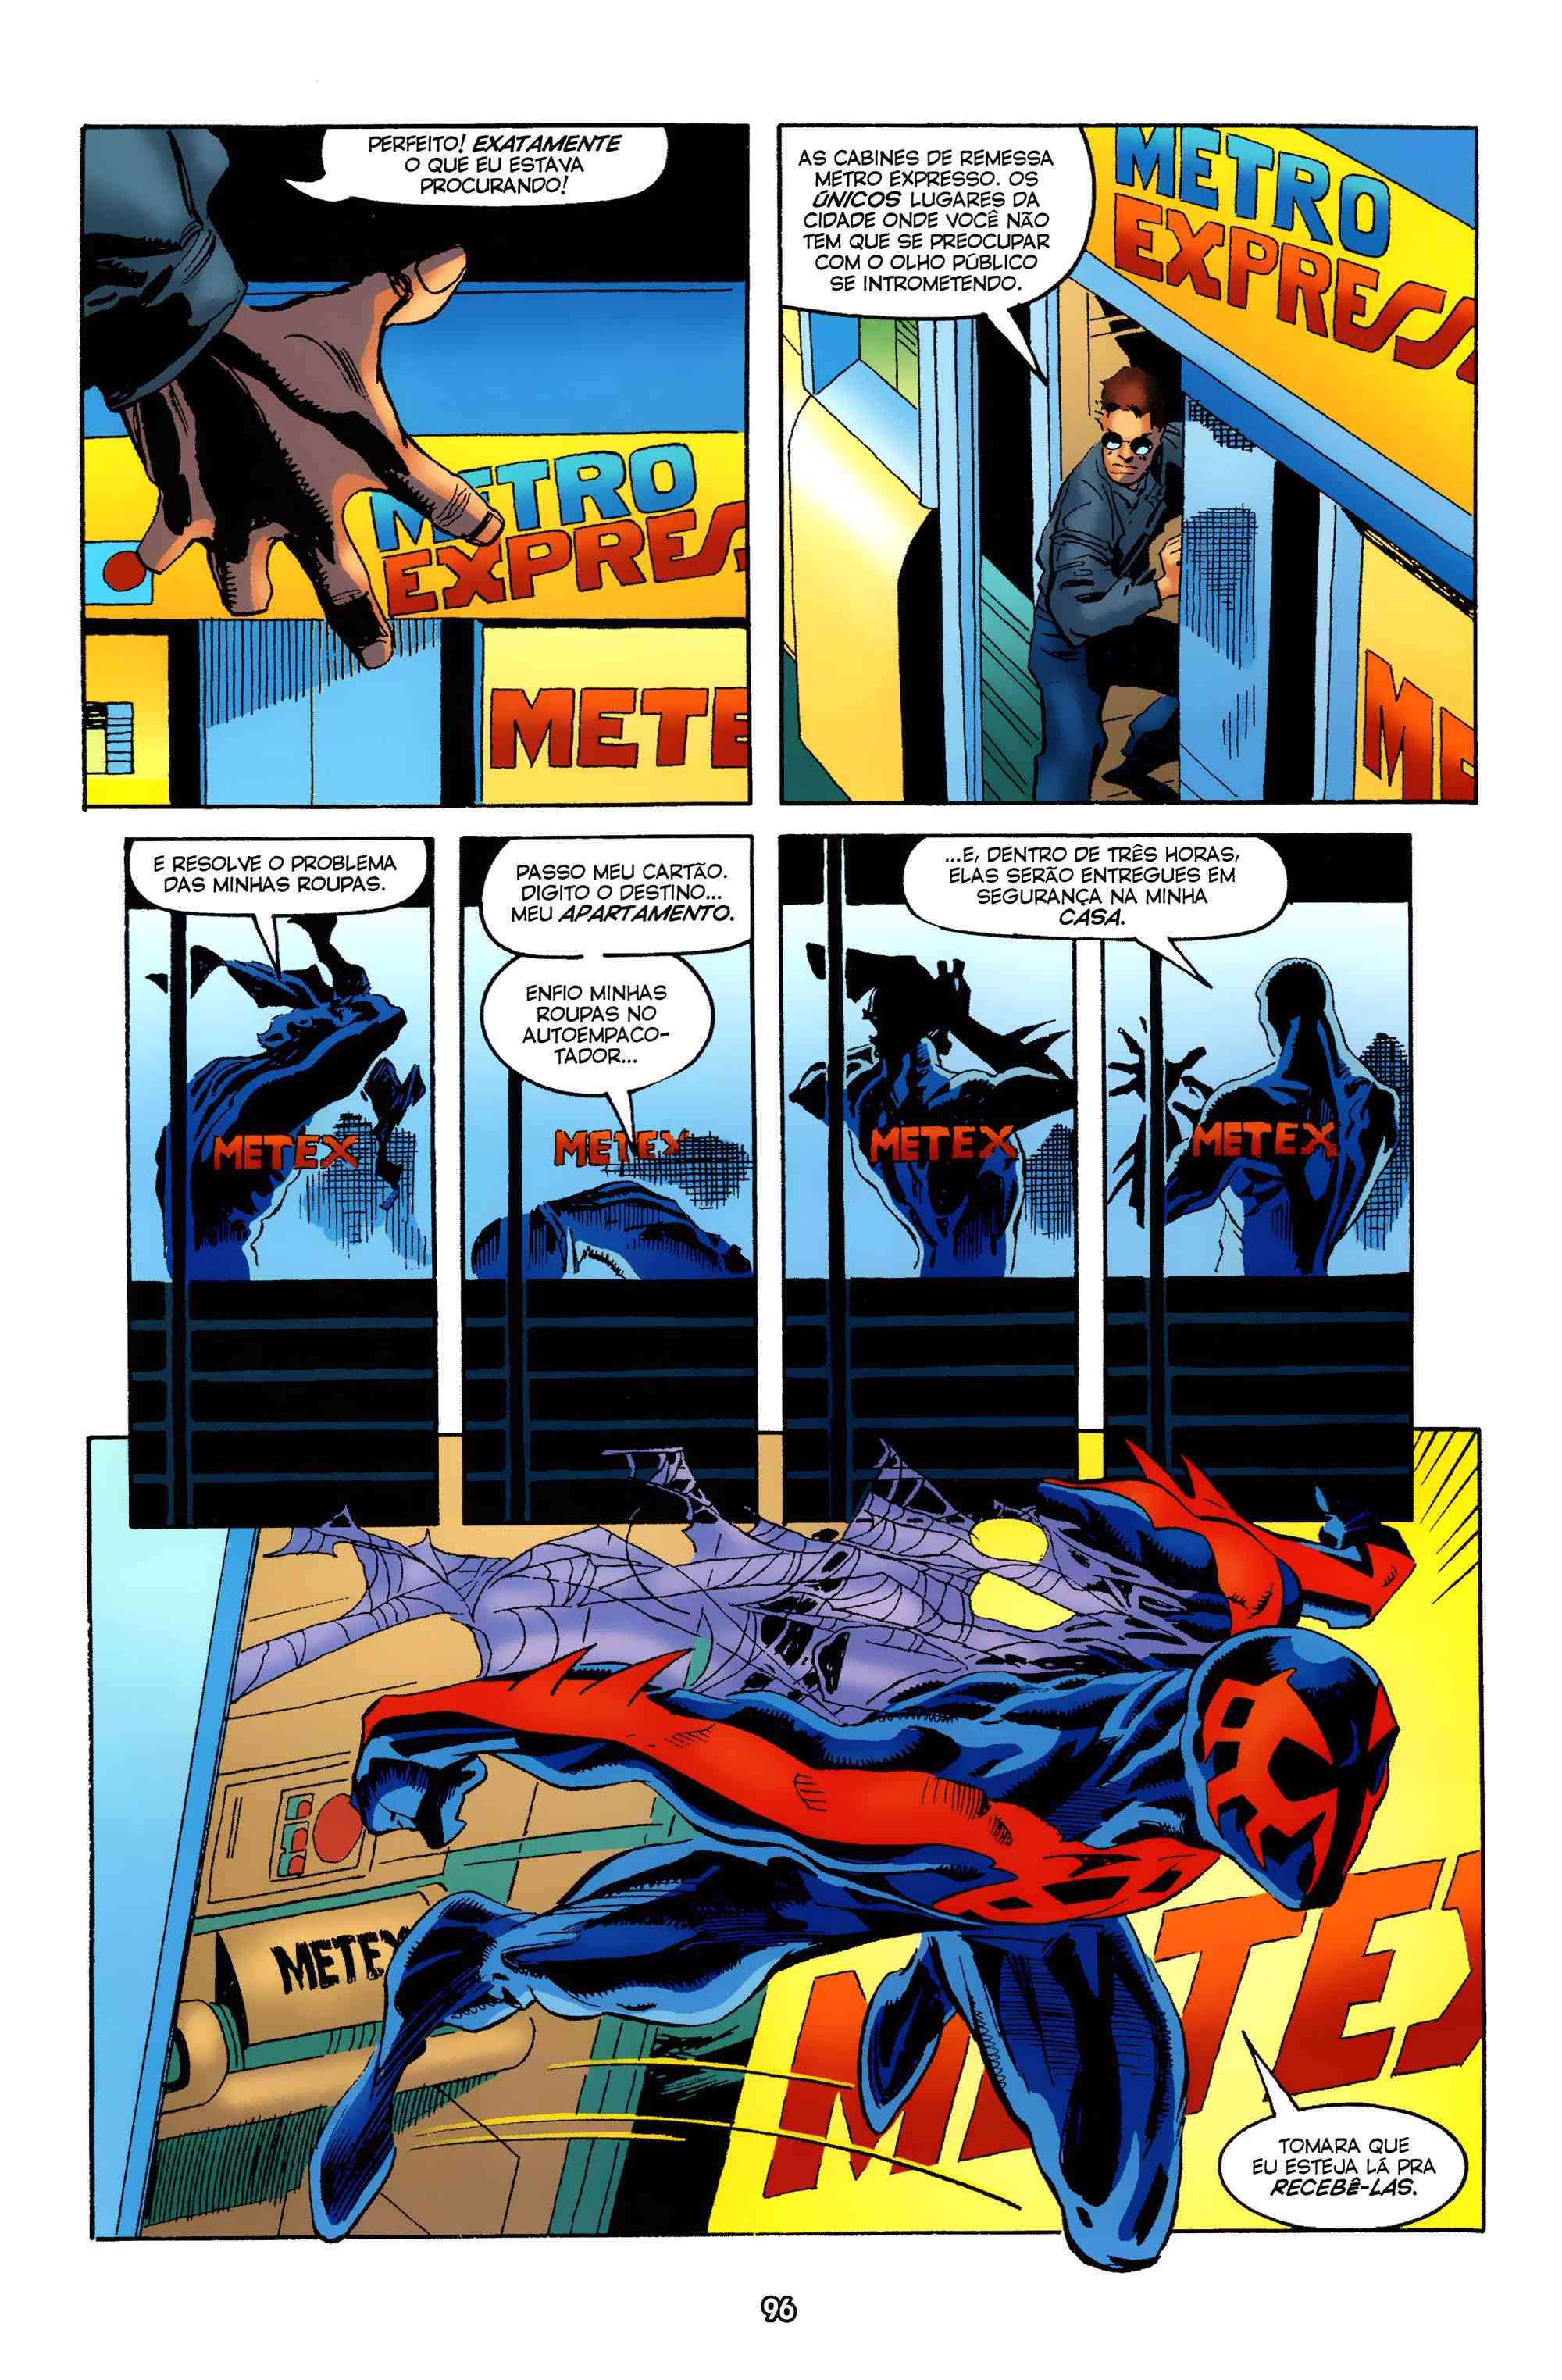 PERFEITO! EXATAMENTE
O QUE EU ESTAVA
PROCURANDO!
METRO
EXPRESS
METE
AS CABINES DE REMESSA
METRO EXPRESSO. OS
ÚNICOS LUGARES DA
CIDADE ONDE VOCÊ NÃO
TEM QUE SE PREOCUPAR
COM O OLHO PÚBLICO
SE INTROMETENDO.
METRO
EXPRESS
ME
E RESOLVE O PROBLEMA
DAS MINHAS ROUPAS.
METEX
PASSO MEU CARTÃO.
DIGITO O DESTINO...
MEU APARTAMENTO.
ENFIO MINHAS
ROUPAS NO
AUTOEMPACO-
TADOR...
METEX
...E, DENTRO DE TRÊS HORAS,
ELAS SERÃO ENTREGUES EM
SEGURANÇA NA MINHA
CASA.
METEX
METEX
METEX
METEX
TOMARA QUE
EU ESTEJA LÁ PRA
RECEBÊ-LAS.
96